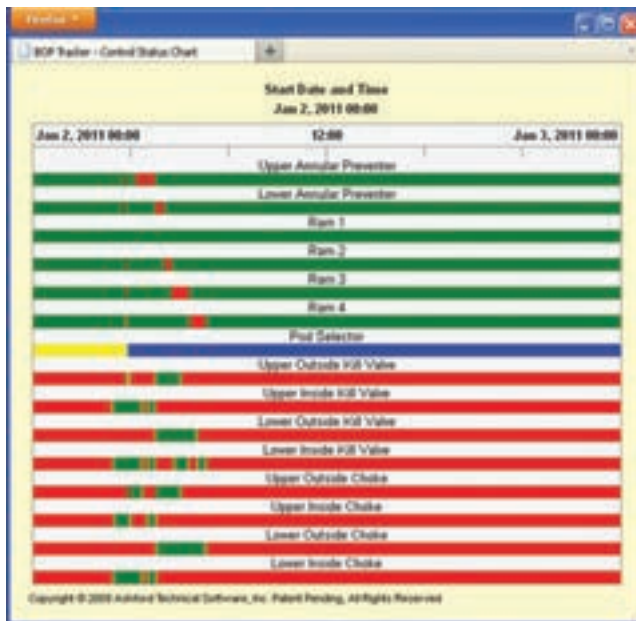 Firefox
BOP Tracker - Control Status Chart
Start Date and Time
Jan 2, 2011 00:00
Jan 2, 2011 00:00 12:00 Jan 3, 2011 00:00
Upper Annular Preventer
Lower Annular Preventer
Ram 1
Ram 2
Ram 3
Ram 4
Pod Selector
Upper Outside Kill Valve
Upper Inside Kill Valve
Lower Outside Kill Valve
Lower Inside Kill Valve
Upper Outside Choke
Upper Inside Choke
Lower Outside Choke
Lower Inside Choke
Copyright © 2008 Ashford Technical Software, Inc. Patent Pending, All Rights Reserved